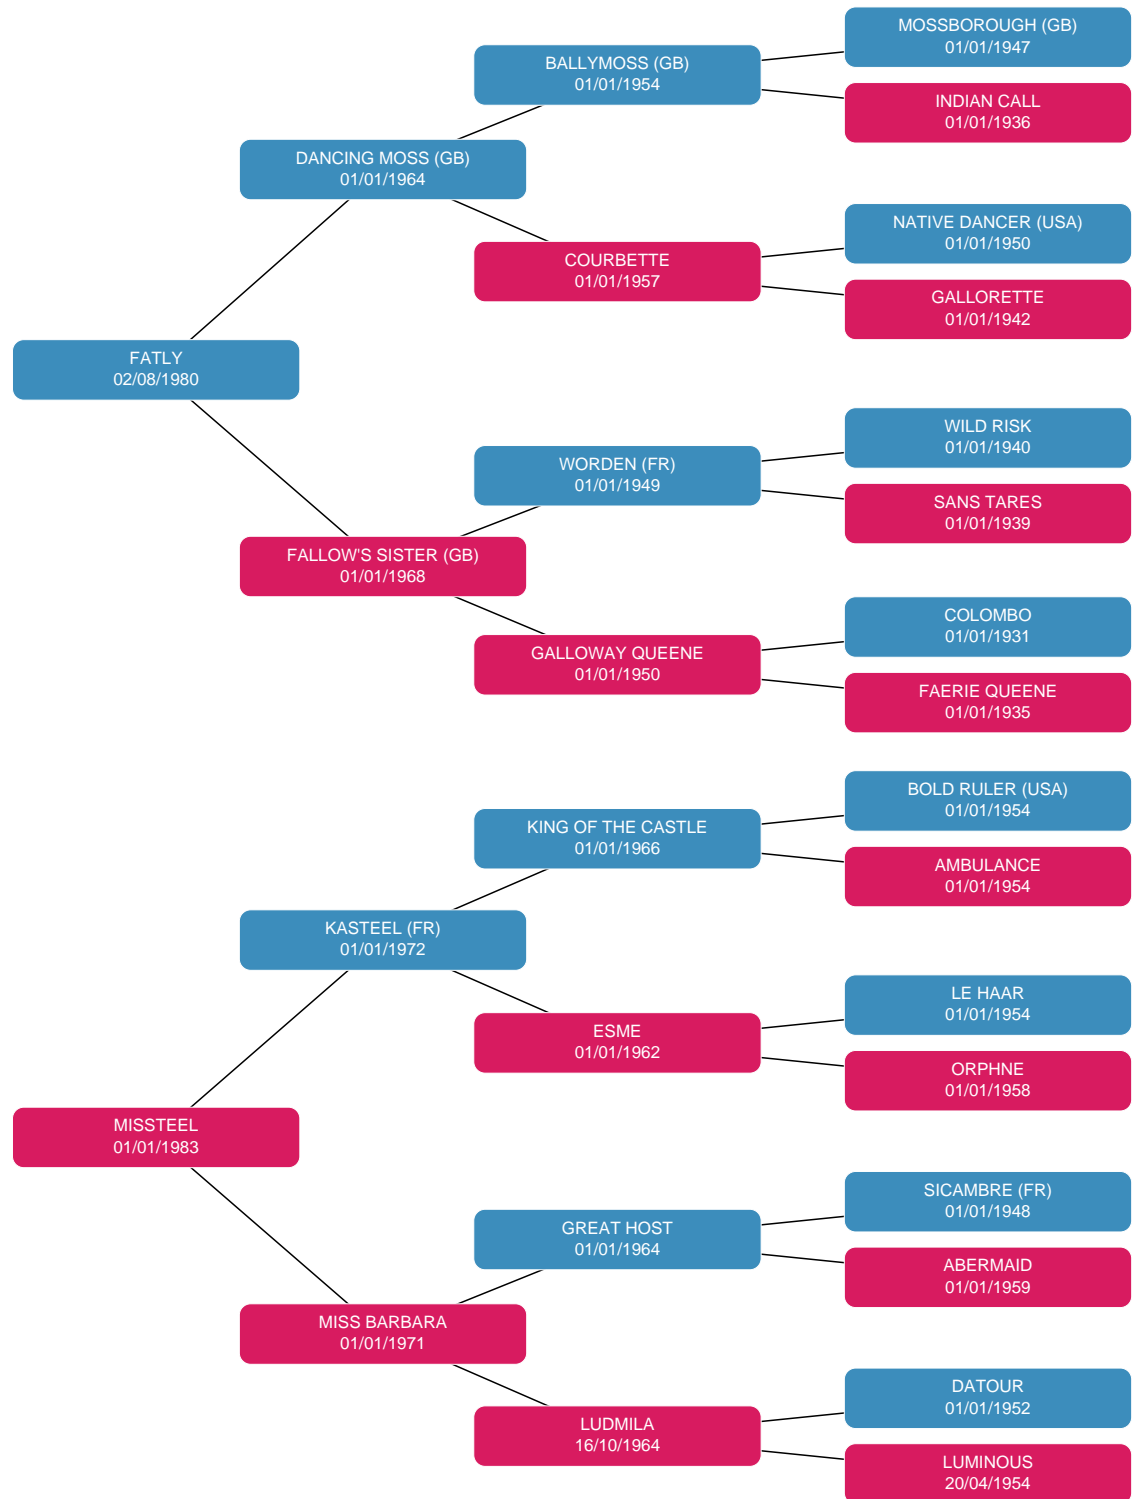 MOSSBOROUGH (GB)
01/01/1947
BALLYMOSS (GB)
01/01/1954
INDIAN CALL
01/01/1936
DANCING MOSS (GB)
01/01/1964
NATIVE DANCER (USA)
01/01/1950
COURBETTE
01/01/1957
GALLORETTE
01/01/1942
FATLY
02/08/1980
WILD RISK
01/01/1940
WORDEN (FR)
01/01/1949
SANS TARES
01/01/1939
FALLOW'S SISTER (GB)
01/01/1968
COLOMBO
01/01/1931
GALLOWAY QUEENE
01/01/1950
FAERIE QUEENE
01/01/1935
BOLD RULER (USA)
01/01/1954
KING OF THE CASTLE
01/01/1966
AMBULANCE
01/01/1954
KASTEEL (FR)
01/01/1972
LE HAAR
01/01/1954
ESME
01/01/1962
ORPHNE
01/01/1958
MISSTEEL
01/01/1983
SICAMBRE (FR)
01/01/1948
GREAT HOST
01/01/1964
ABERMAID
01/01/1959
MISS BARBARA
01/01/1971
DATOUR
01/01/1952
LUDMILA
16/10/1964
LUMINOUS
20/04/1954